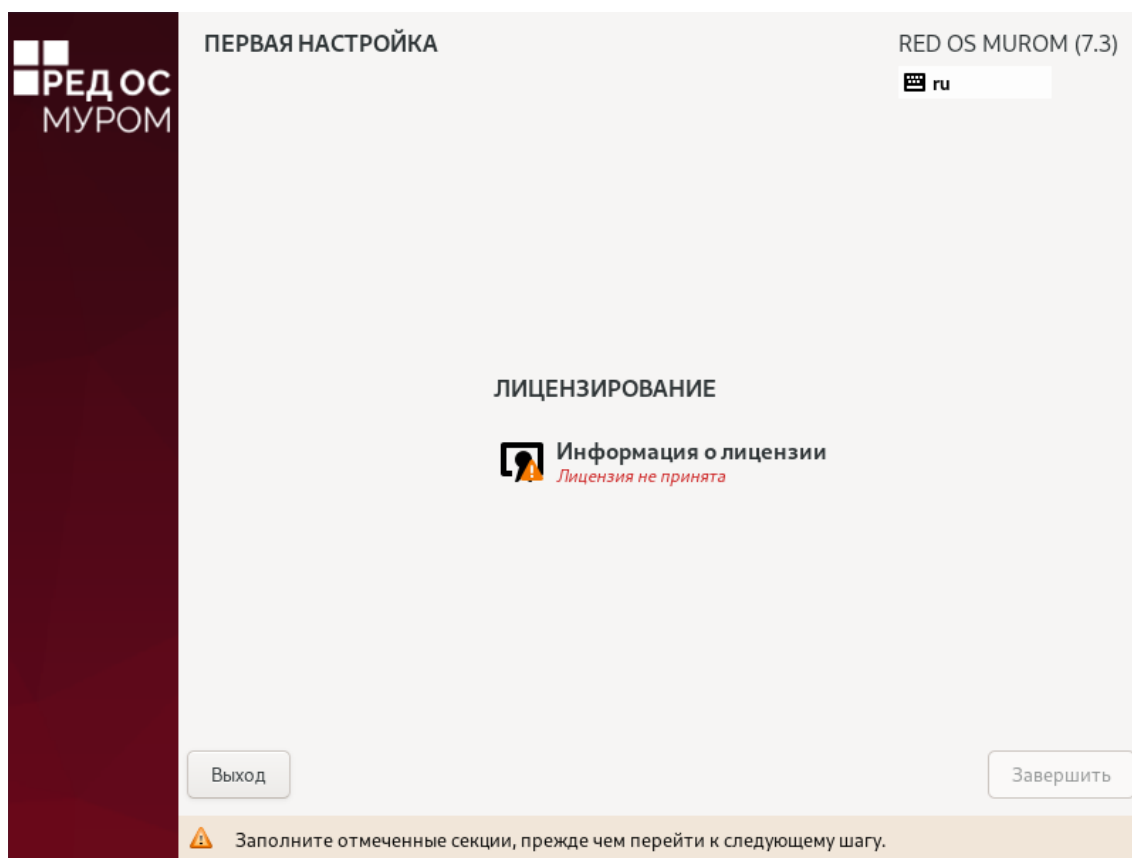 РЕД ОС
МУРОМ
ПЕРВАЯ НАСТРОЙКА
RED OS MUROM (7.3)
ru
ЛИЦЕНЗИРОВАНИЕ
Информация о лицензии
Лицензия не принята
Выход
Завершить
Заполните отмеченные секции, прежде чем перейти к следующему шагу.